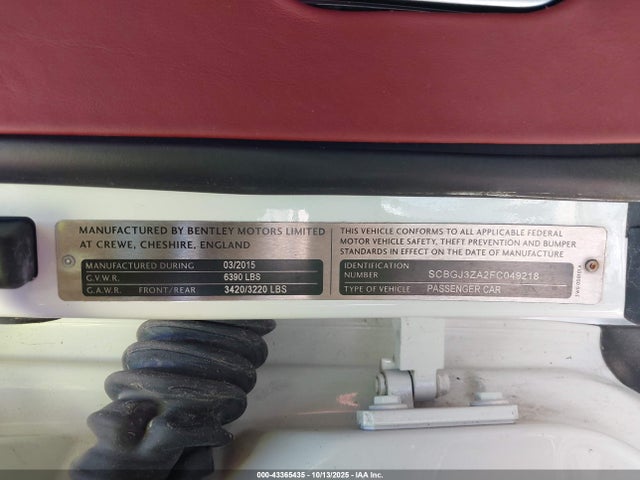 MANUFACTURED BY BENTLEY MOTORS LIMITED
AT CREWE, CHESHIRE, ENGLAND
MANUFACTURED DURING 03/2015
G.V.W.R. 6390 LBS
G.A.W.R. FRONT/REAR 3420/3220 LBS
THIS VEHICLE CONFORMS TO ALL APPLICABLE FEDERAL
MOTOR VEHICLE SAFETY, THEFT PREVENTION AND BUMPER
STANDARDS IN EFFECT ON THE DATE OF MANUFACTURE
IDENTIFICATION
NUMBER SCBGJ3ZA2FC049218
TYPE OF VEHICLE PASSENGER CAR
000-43365435 - 10/13/2025 - IAA Inc.